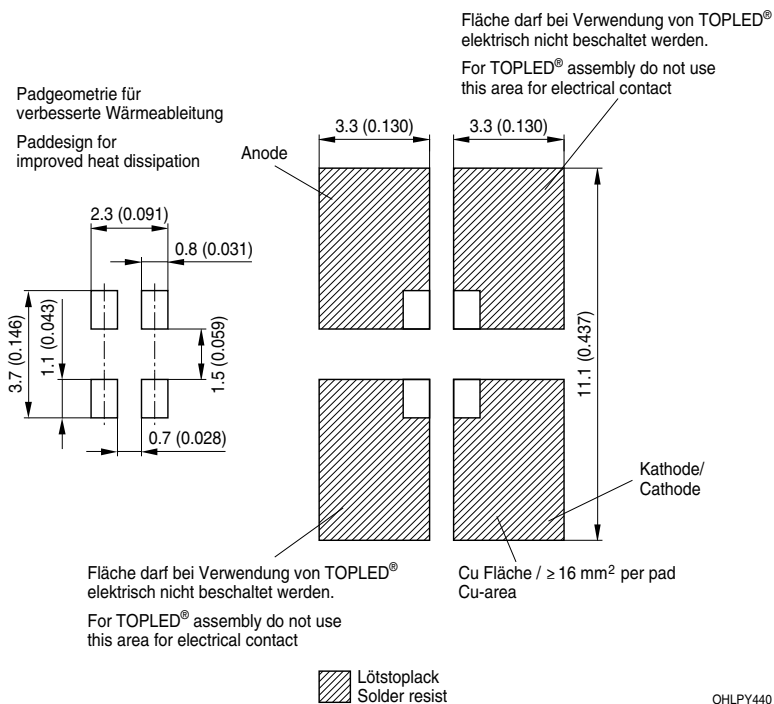 Fläche darf bei Verwendung von TOPLED®
elektrisch nicht beschaltet werden.
For TOPLED® assembly do not use
this area for electrical contact
Padgeometrie für
verbesserte Wärmeableitung
Paddesign for
improved heat dissipation
Anode
3.3 (0.130)
3.3 (0.130)
2.3 (0.091)
0.8 (0.031)
3.7 (0.146)
1.1 (0.043)
1.5 (0.059)
0.7 (0.028)
11.1 (0.437)
Kathode/
Cathode
Fläche darf bei Verwendung von TOPLED®
elektrisch nicht beschaltet werden.
For TOPLED® assembly do not use
this area for electrical contact
Cu Fläche / ≥ 16 mm² per pad
Cu-area
Lötstoplack
Solder resist
OHLPY440